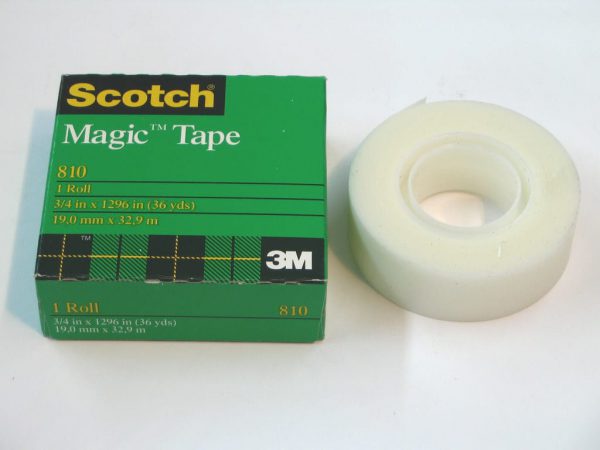 Scotch®
Magic™ Tape
810
1 Roll
3/4 in x 1296 in (36 yds)
19,0 mm x 32,9 m
™
3M
1 Roll 810
3/4 in x 1296 in (36 yds)
19,0 mm x 32,9 m